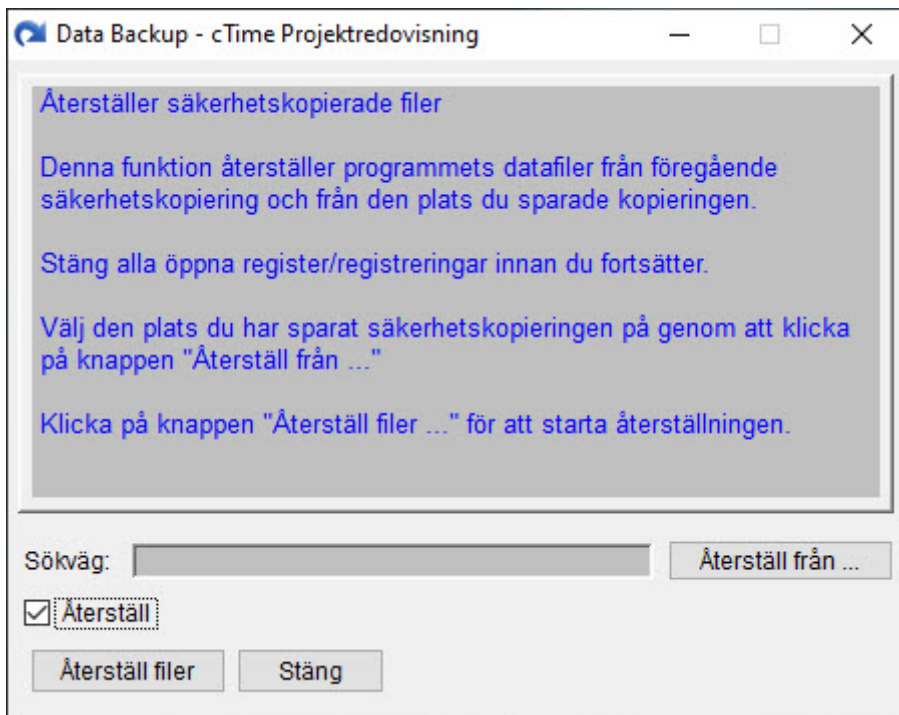 Data Backup - cTime Projektredovisning
Återställer säkerhetskopierade filer
Denna funktion återställer programmets datafiler från föregående
säkerhetskopiering och från den plats du sparade kopieringen.
Stäng alla öppna register/registreringar innan du fortsätter.
Välj den plats du har sparat säkerhetskopieringen på genom att klicka
på knappen "Återställ från ..."
Klicka på knappen "Återställ filer ..." för att starta återställningen.
Sökväg:
Återställ från ...
Återställ
Återställ filer
Stäng